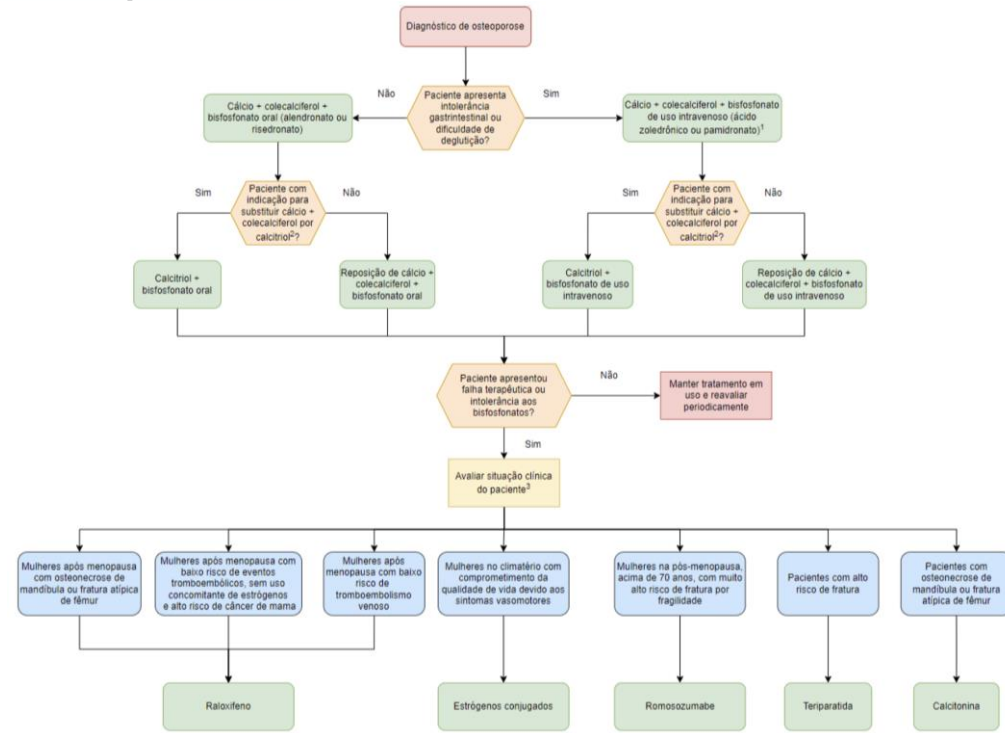 Diagnóstico de osteoporose
Não
Paciente apresenta
intolerância
gastrintestinal ou
dificuldade de
deglutição?
Sim
Cálcio + colecalciferol +
bisfosfonato oral (alendronato ou
risedronato)
Cálcio + colecalciferol + bisfosfonato
de uso intravenoso (ácido
zoledrônico ou pamidronato)¹
Sim
Paciente com
indicação para
substituir cálcio +
colecalciferol por
calcitriol²?
Não
Sim
Paciente com
indicação para
substituir cálcio +
colecalciferol por
calcitriol²?
Não
Calcitriol +
bisfosfonato oral
Reposição de cálcio +
colecalciferol +
bisfosfonato oral
Calcitriol +
bisfosfonato de uso
intravenoso
Reposição de cálcio +
colecalciferol + bisfosfonato
de uso intravenoso
Paciente apresentou
falha terapêutica ou
intolerância aos
bisfosfonatos?
Não
Manter tratamento em
uso e reavaliar
periodicamente
Sim
Avaliar situação clínica
do paciente³
Mulheres após menopausa
com osteonecrose de
mandíbula ou fratura atípica
de fêmur
Mulheres após menopausa com
baixo risco de eventos
tromboembólicos, sem uso
concomitante de estrógenos
e alto risco de câncer de mama
Mulheres após
menopausa com baixo
risco de
tromboembolismo
venoso
Mulheres no climatério com
comprometimento da
qualidade de vida devido aos
sintomas vasomotores
Mulheres na pós-menopausa,
acima de 70 anos, com muito
alto risco de fratura por
fragilidade
Pacientes com alto
risco de fratura
Pacientes com
osteonecrose de
mandíbula ou fratura
atípica de fêmur
Raloxifeno
Estrógenos conjugados
Romosozumabe
Teriparatida
Calcitonina